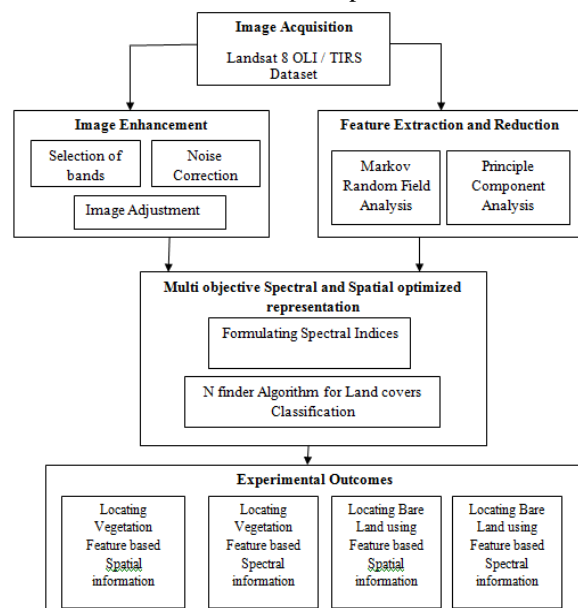 Image Acquisition
Landsat 8 OLI / TIRS
Dataset
Image Enhancement
Selection of
bands
Noise
Correction
Image Adjustment
Feature Extraction and Reduction
Markov
Random Field
Analysis
Principle
Component
Analysis
Multi objective Spectral and Spatial optimized
representation
Formulating Spectral Indices
N finder Algorithm for Land covers
Classification
Experimental Outcomes
Locating
Vegetation
Feature based
Spatial
information
Locating
Vegetation
Feature based
Spectral
information
Locating Bare
Land using
Feature based
Spatial
information
Locating Bare
Land using
Feature based
Spectral
information